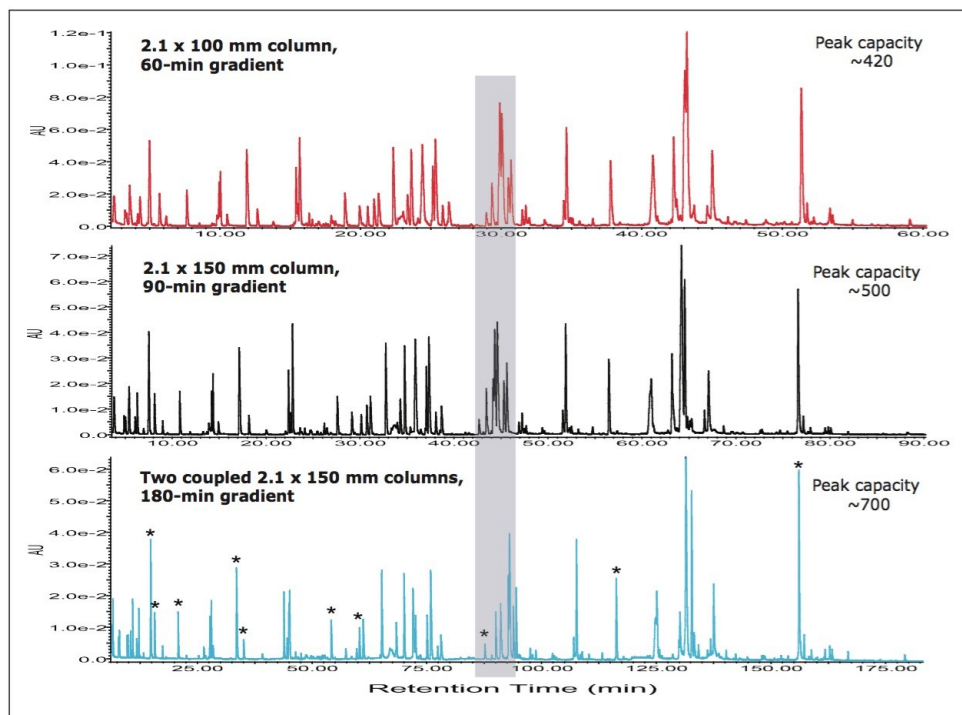 2.1 x 100 mm column,
60-min gradient
Peak capacity
~420
AU
1.2e-1
1.0e-1
8.0e-2
6.0e-2
4.0e-2
2.0e-2
0.0
10.00 20.00 30.00 40.00 50.00 60.00
2.1 x 150 mm column,
90-min gradient
Peak capacity
~500
AU
7.0e-2
6.0e-2
5.0e-2
4.0e-2
3.0e-2
2.0e-2
1.0e-2
0.0
10.00 20.00 30.00 40.00 50.00 60.00 70.00 80.00 90.00
Two coupled 2.1 x 150 mm columns,
180-min gradient
Peak capacity
~700
AU
6.0e-2
5.0e-2
4.0e-2
3.0e-2
2.0e-2
1.0e-2
0.0
* * * * * * * * * *
25.00 50.00 75.00 100.00 125.00 150.00 175.00
Retention Time (min)